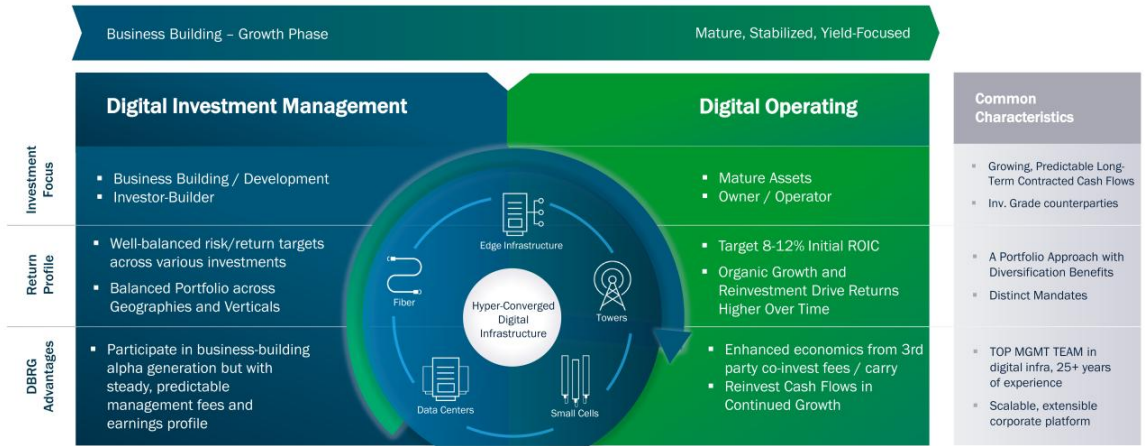 Business Building – Growth Phase
Mature, Stabilized, Yield-Focused
Digital Investment Management
Digital Operating
Common
Characteristics
Investment
Focus
▪ Business Building / Development
▪ Investor-Builder
▪ Mature Assets
▪ Owner / Operator
▪ Growing, Predictable Long-
Term Contracted Cash Flows
▪ Inv. Grade counterparties
Return
Profile
▪ Well-balanced risk/return targets
across various investments
▪ Balanced Portfolio across
Geographies and Verticals
▪ Target 8-12% Initial ROIC
▪ Organic Growth and
Reinvestment Drive Returns
Higher Over Time
▪ A Portfolio Approach with
Diversification Benefits
▪ Distinct Mandates
DBRG
Advantages
▪ Participate in business-building
alpha generation but with
steady, predictable
management fees and
earnings profile
▪ Enhanced economics from 3rd
party co-invest fees / carry
▪ Reinvest Cash Flows in
Continued Growth
▪ TOP MGMT TEAM in
digital infra, 25+ years
of experience
▪ Scalable, extensible
corporate platform
Edge Infrastructure
Fiber
Towers
Hyper-Converged
Digital
Infrastructure
Data Centers
Small Cells